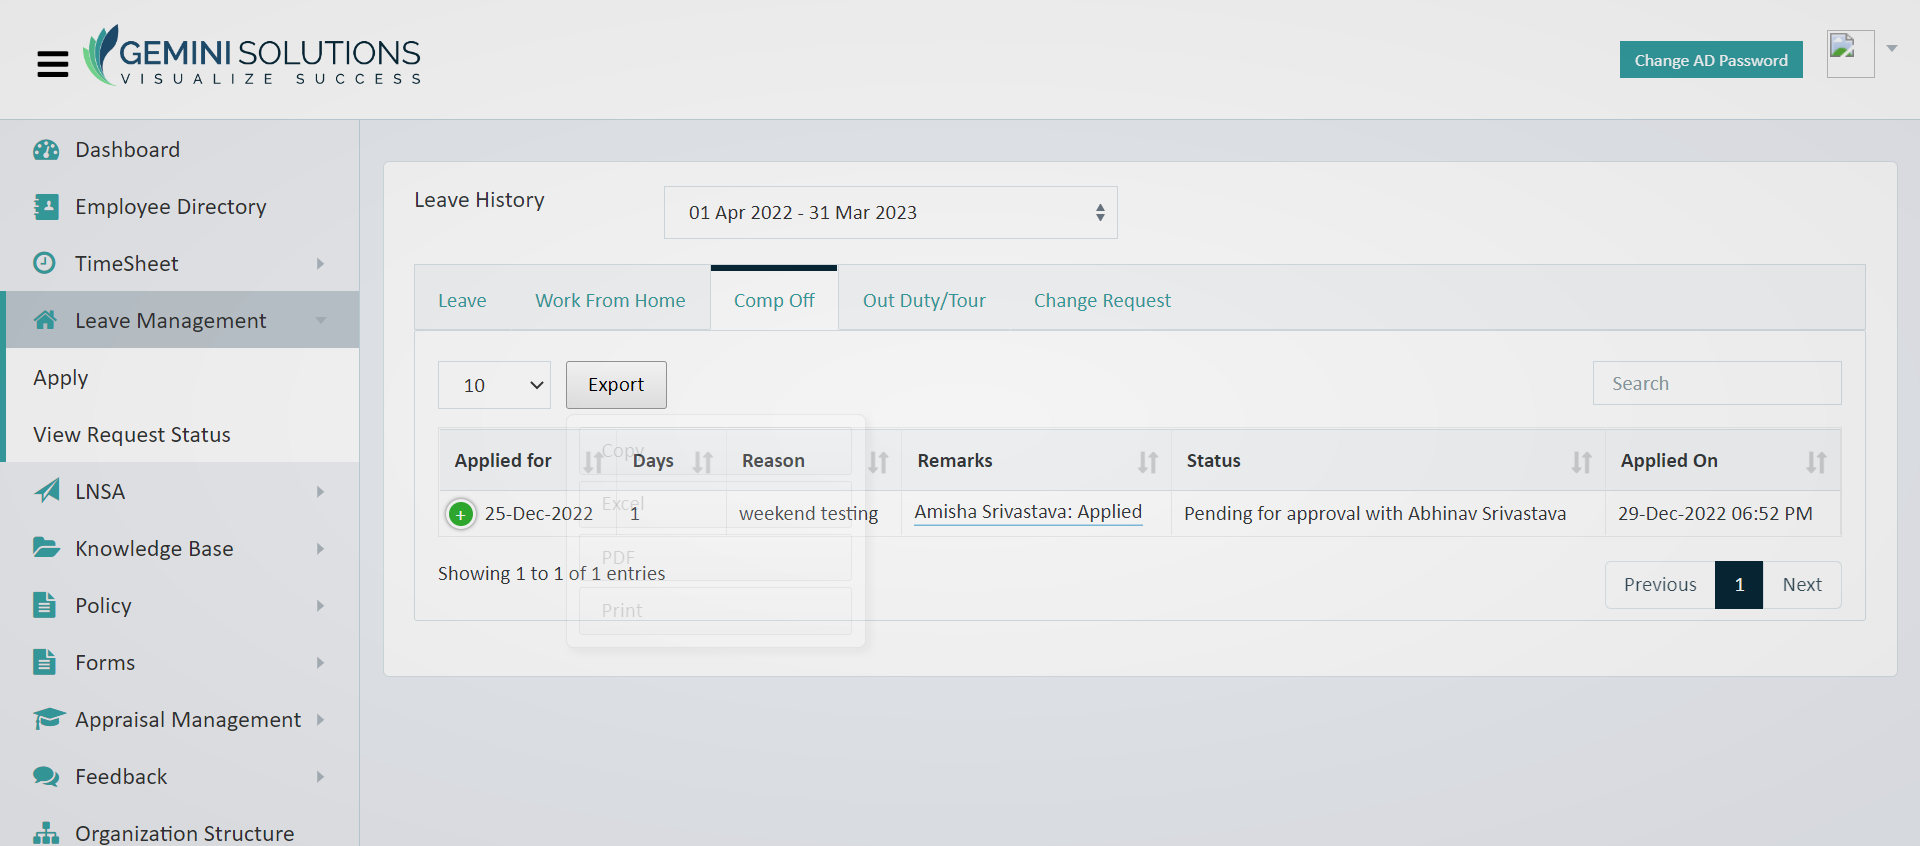 GEMINI SOLUTIONS
VISUALIZE SUCCESS
Change AD Password
Dashboard
Employee Directory
TimeSheet
Leave Management
Apply
View Request Status
LNSA
Knowledge Base
Policy
Forms
Appraisal Management
Feedback
Organization Structure
Leave History
01 Apr 2022 - 31 Mar 2023
Leave Work From Home Comp Off Out Duty/Tour Change Request
10 Export Search
Copy
Excel
PDF
Print
Applied for Days Reason Remarks Status Applied On
25-Dec-2022 1 weekend testing Amisha Srivastava: Applied Pending for approval with Abhinav Srivastava 29-Dec-2022 06:52 PM
Showing 1 to 1 of 1 entries
Previous 1 Next